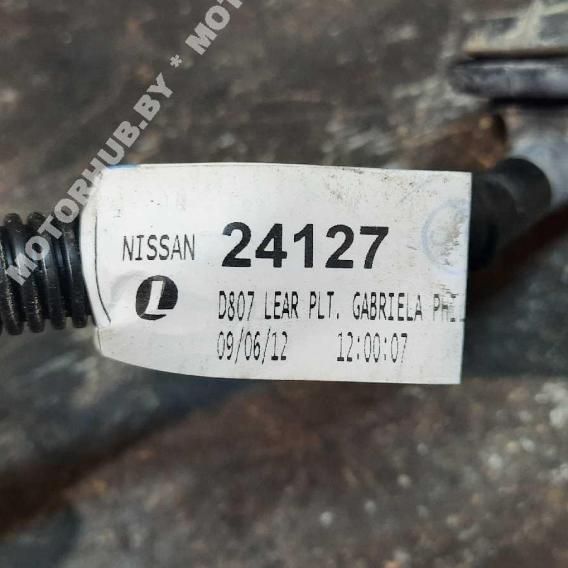 MOTORHUB.BY * MOT
NISSAN 24127
D807 LEAR PLT. GABRIELA
09/06/12 12:00:07